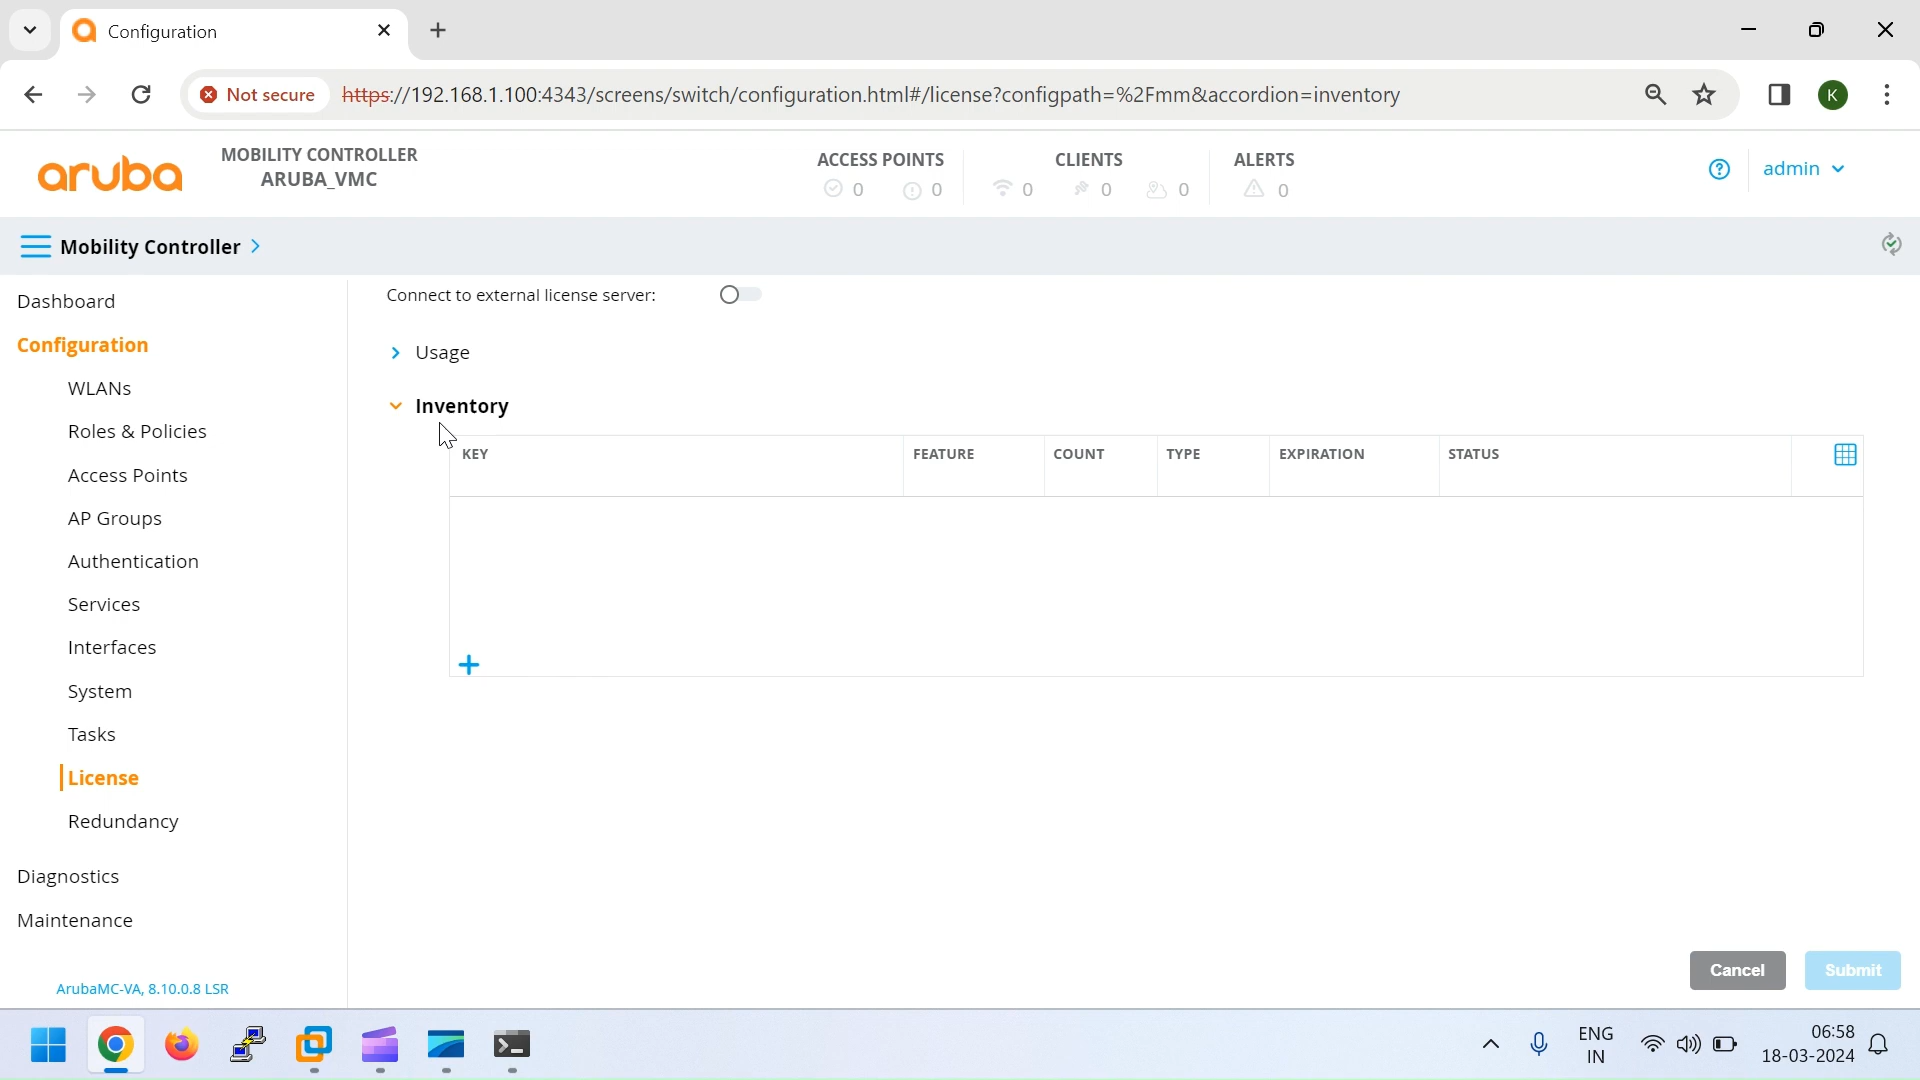 Configuration
Not secure
https://192.168.1.100:4343/screens/switch/configuration.html#/license?configpath=%2Fmm&accordion=inventory
K
aruba
MOBILITY CONTROLLER
ARUBA_VMC
ACCESS POINTS
0
0
CLIENTS
0
0
0
ALERTS
0
?
admin
Mobility Controller
Dashboard
Configuration
WLANs
Roles & Policies
Access Points
AP Groups
Authentication
Services
Interfaces
System
Tasks
License
Redundancy
Diagnostics
Maintenance
ArubaMC-VA, 8.10.0.8 LSR
Connect to external license server:
Usage
Inventory
KEY
FEATURE
COUNT
TYPE
EXPIRATION
STATUS
Cancel
Submit
ENG
IN
06:58
18-03-2024